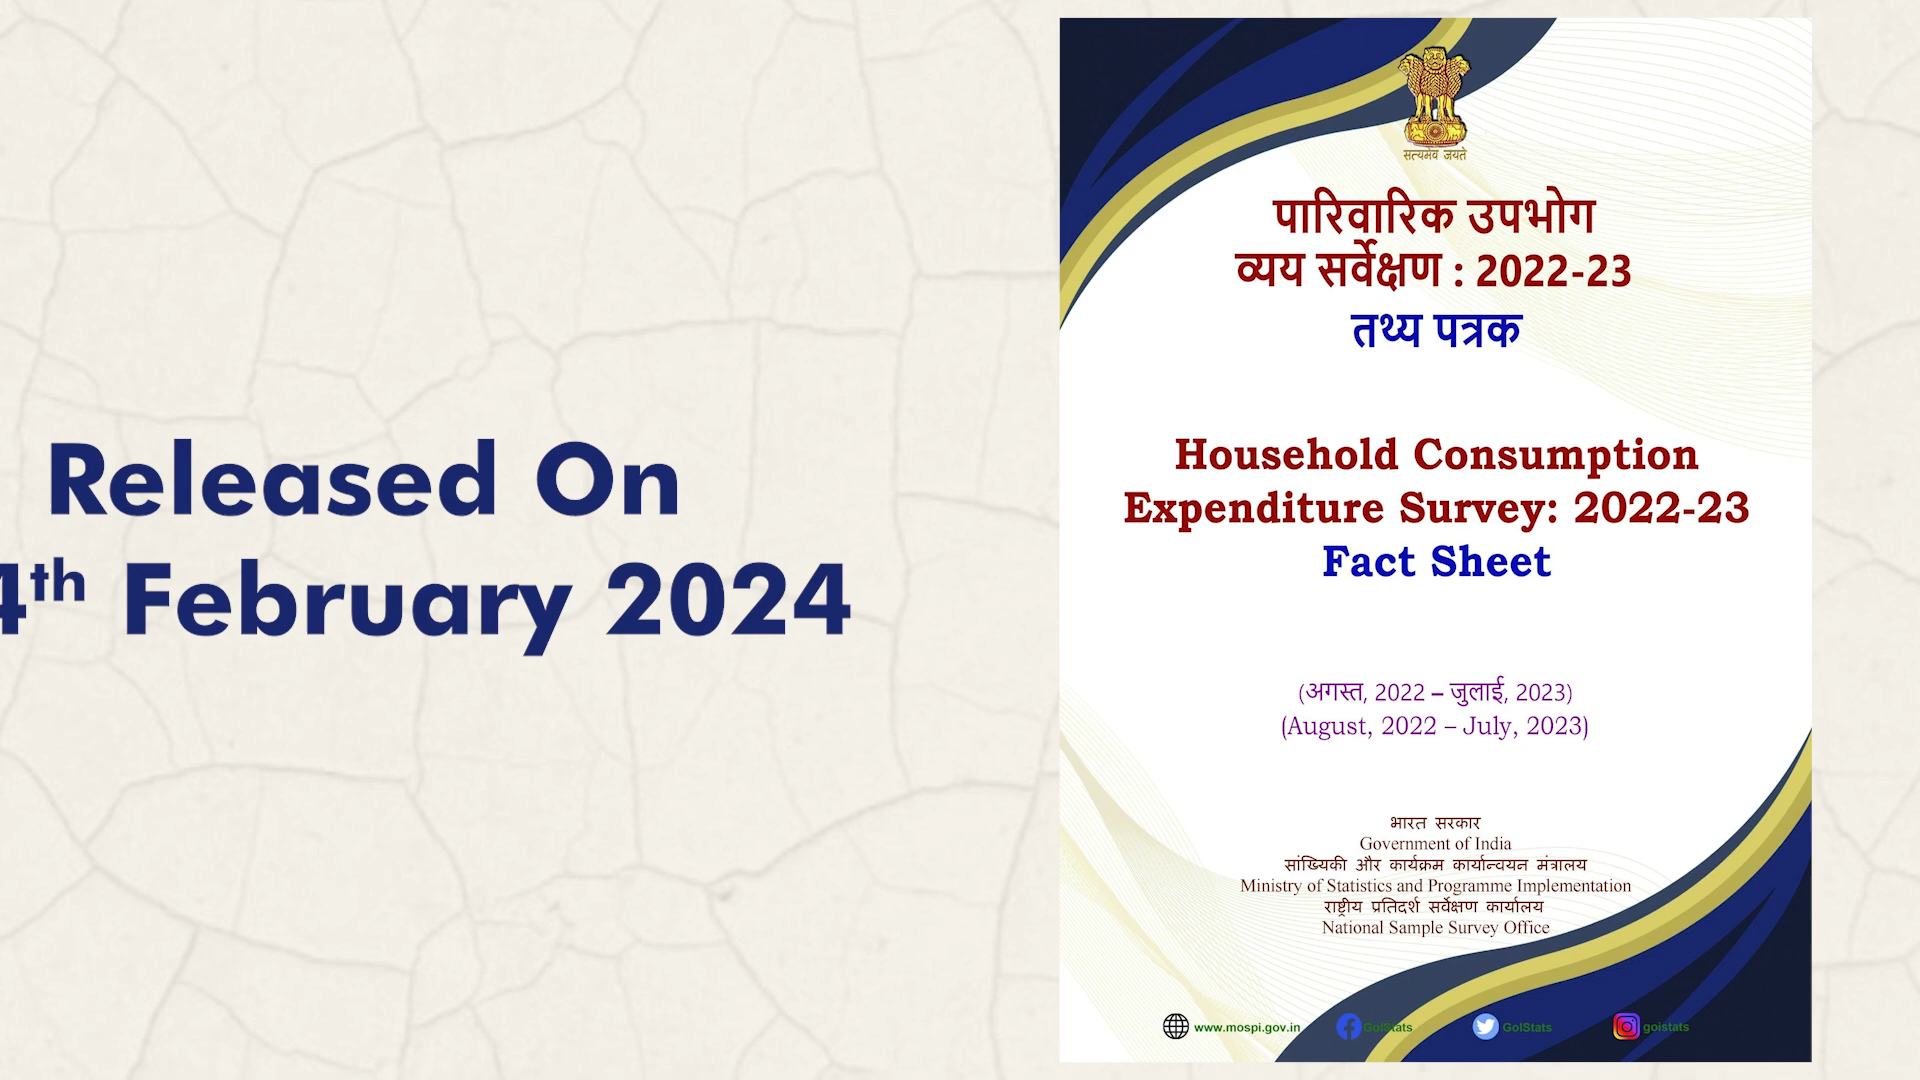 Released On
4th February 2024
सत्यमेव जयते
पारिवारिक उपभोग
व्यय सर्वेक्षण : 2022-23
तथ्य पत्रक
Household Consumption
Expenditure Survey: 2022-23
Fact Sheet
(अगस्त, 2022 – जुलाई, 2023)
(August, 2022 – July, 2023)
भारत सरकार
Government of India
सांख्यिकी और कार्यक्रम कार्यान्वयन मंत्रालय
Ministry of Statistics and Programme Implementation
राष्ट्रीय प्रतिदर्श सर्वेक्षण कार्यालय
National Sample Survey Office
www.mospi.gov.in GoIStats GoIStats goistats